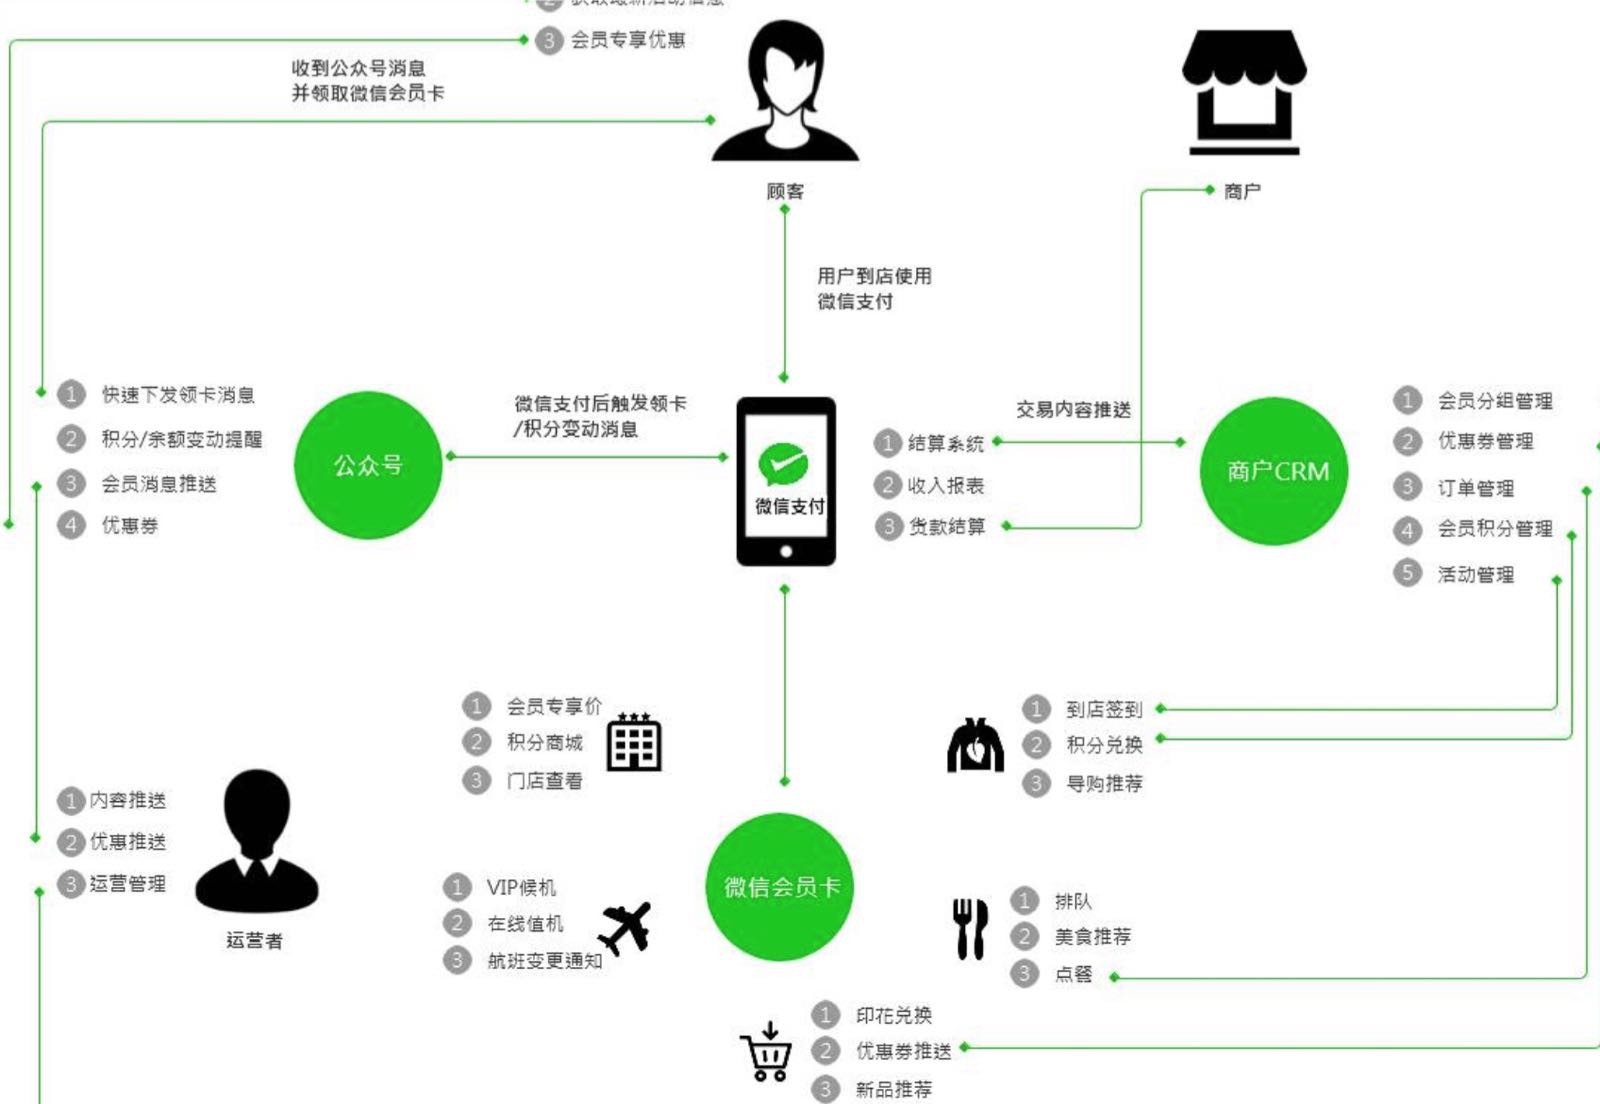 3 会员专享优惠
收到公众号消息
并领取微信会员卡
顾客
商户
用户到店使用
微信支付
1 快速下发领卡消息
2 积分/余额变动提醒
3 会员消息推送
4 优惠券
公众号
微信支付后触发领卡
/积分变动消息
微信支付
交易内容推送
1 结算系统
2 收入报表
3 货款结算
商户CRM
1 会员分组管理
2 优惠券管理
3 订单管理
4 会员积分管理
5 活动管理
1 会员专享价
2 积分商城
3 门店查看
1 到店签到
2 积分兑换
3 导购推荐
1 内容推送
2 优惠推送
3 运营管理
运营者
1 VIP候机
2 在线值机
3 航班变更通知
微信会员卡
1 排队
2 美食推荐
3 点餐
1 印花兑换
2 优惠券推送
3 新品推荐